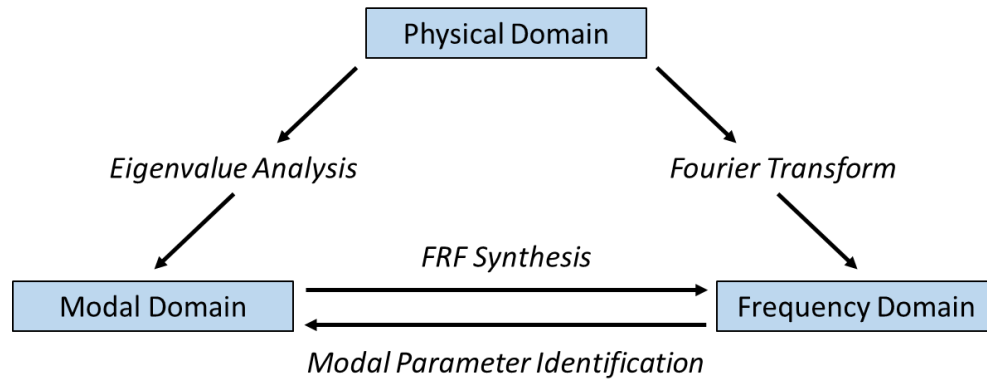 Physical Domain
Eigenvalue Analysis
Fourier Transform
FRF Synthesis
Modal Domain
Frequency Domain
Modal Parameter Identification